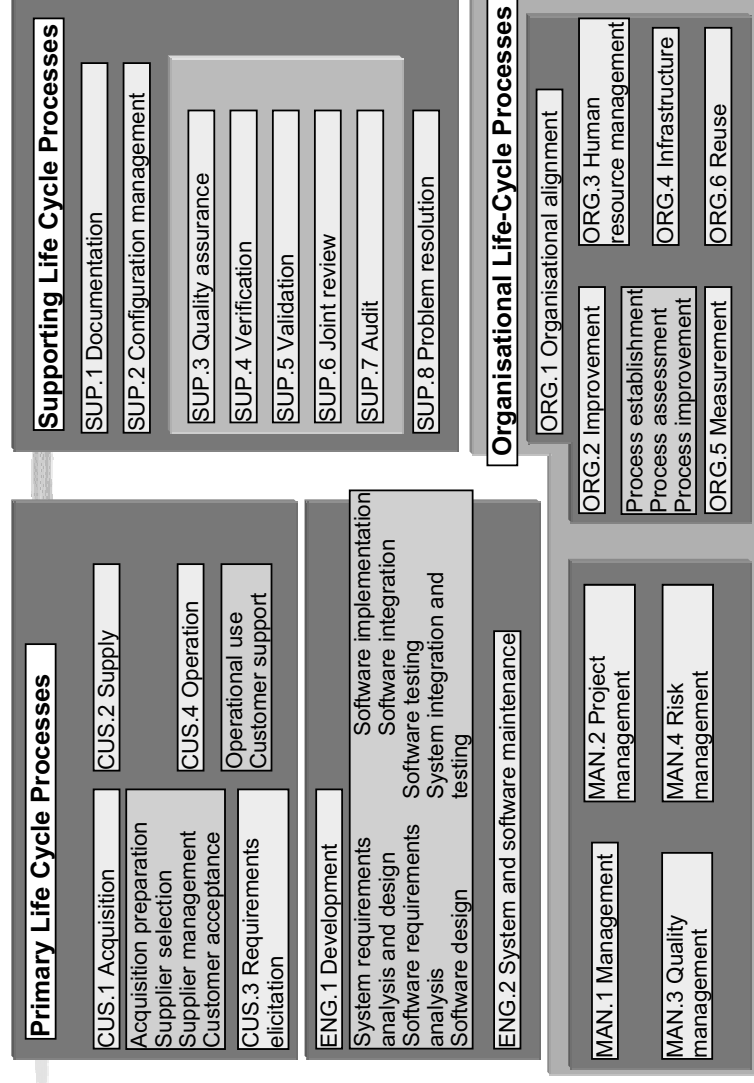 Primary Life Cycle Processes
CUS.1 Acquisition
Acquisition preparation
Supplier selection
Supplier management
Customer acceptance
CUS.3 Requirements
elicitation
CUS.2 Supply
CUS.4 Operation
Operational use
Customer support
ENG.1 Development
System requirements
analysis and design
Software requirements
analysis
Software design
Software implementation
Software integration
Software testing
System integration and
testing
ENG.2 System and software maintenance
Supporting Life Cycle Processes
SUP.1 Documentation
SUP.2 Configuration management
SUP.3 Quality assurance
SUP.4 Verification
SUP.5 Validation
SUP.6 Joint review
SUP.7 Audit
SUP.8 Problem resolution
MAN.1 Management
MAN.2 Project
management
MAN.3 Quality
management
MAN.4 Risk
management
Organisational Life-Cycle Processes
ORG.1 Organisational alignment
ORG.2 Improvement
Process establishment
Process assessment
Process improvement
ORG.5 Measurement
ORG.3 Human
resource management
ORG.4 Infrastructure
ORG.6 Reuse